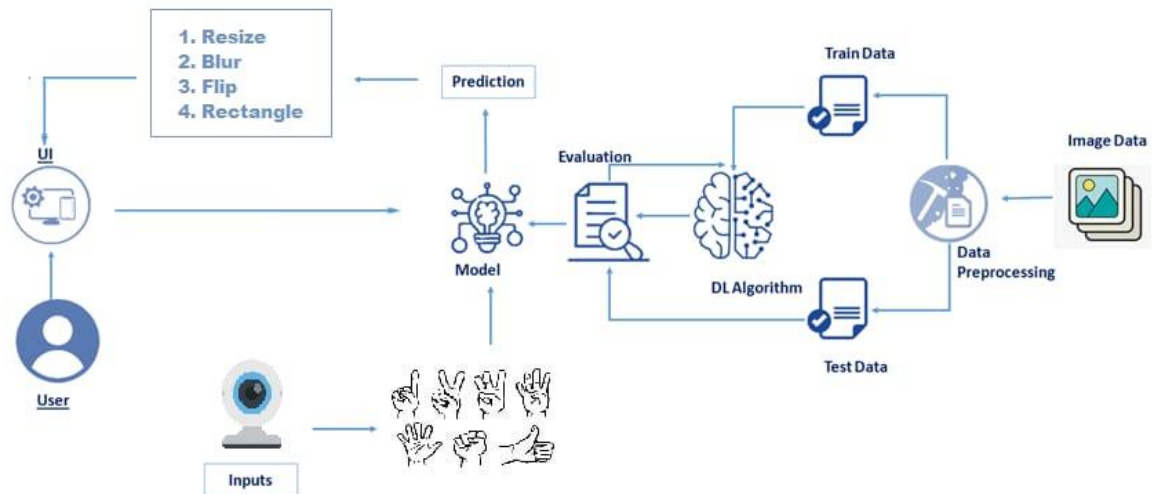 1. Resize
2. Blur
3. Flip
4. Rectangle
Prediction
Train Data
Image Data
UI
Evaluation
Model
DL Algorithm
Data
Preprocessing
User
Test Data
Inputs